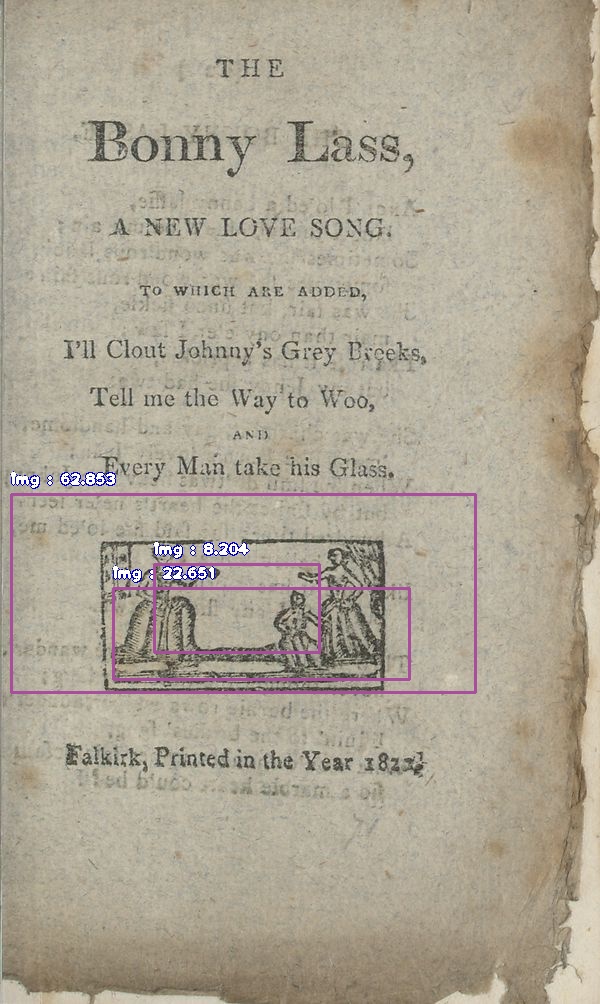 THE
Bonny Lass,
A NEW LOVE SONG.
TO WHICH ARE ADDED,
I'll Clout Johnny's Grey Breeks,
Tell me the Way to Woo,
AND
Every Man take his Glass.
Img : 62.853
Img : 8.204
Img : 22.651
Falkirk, Printed in the Year